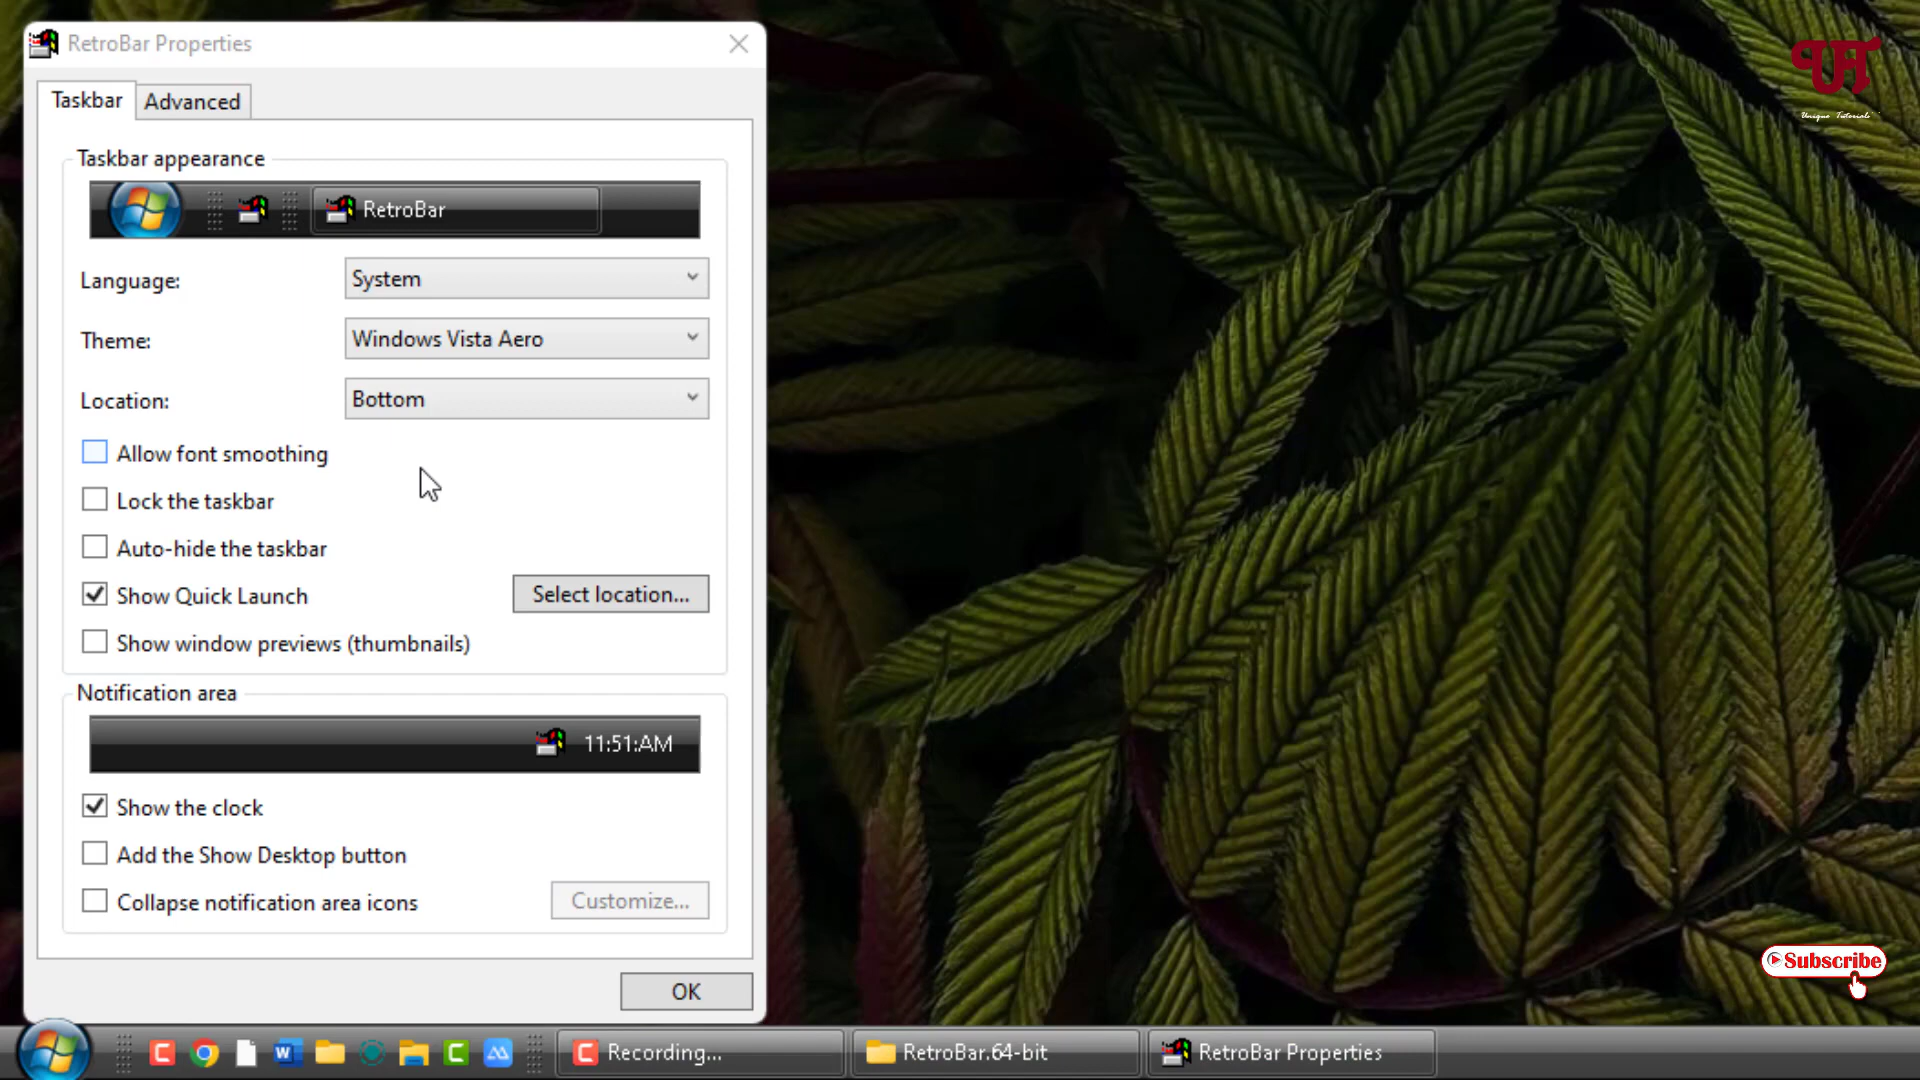 RetroBar Properties
Taskbar
Advanced
Taskbar appearance
RetroBar
Language:
System
Theme:
Windows Vista Aero
Location:
Bottom
Allow font smoothing
Lock the taskbar
Auto-hide the taskbar
Show Quick Launch
Select location...
Show window previews (thumbnails)
Notification area
11:51:AM
Show the clock
Add the Show Desktop button
Collapse notification area icons
Customize...
OK
UT
Unique Tutorials
Subscribe
Recording...
RetroBar.64-bit
RetroBar Properties